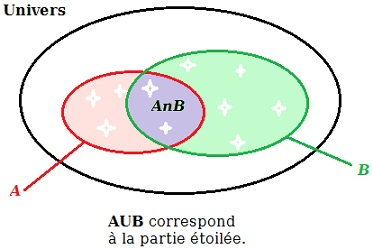 Univers
AnB
A
B
AUB correspond
à la partie étoilée.